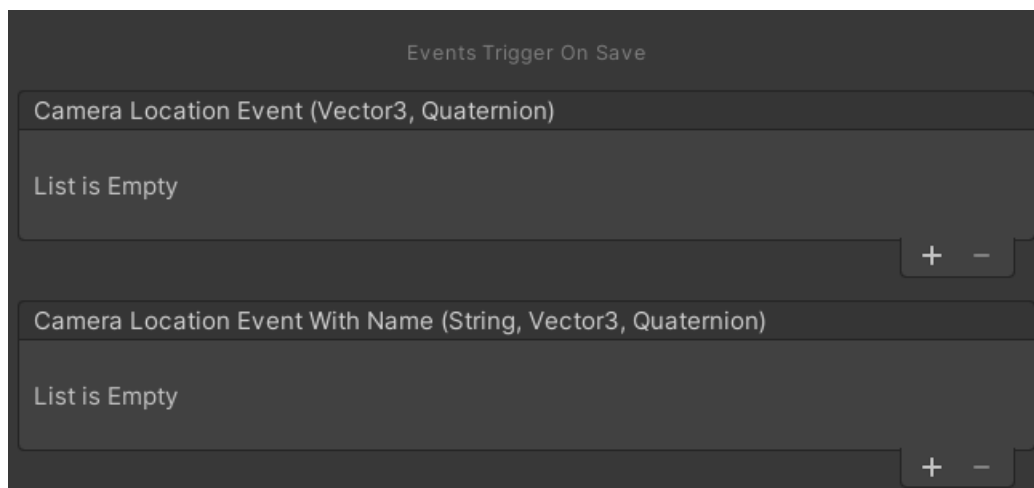 Events Trigger On Save
Camera Location Event (Vector3, Quaternion)
List is Empty
+ −
Camera Location Event With Name (String, Vector3, Quaternion)
List is Empty
+ −